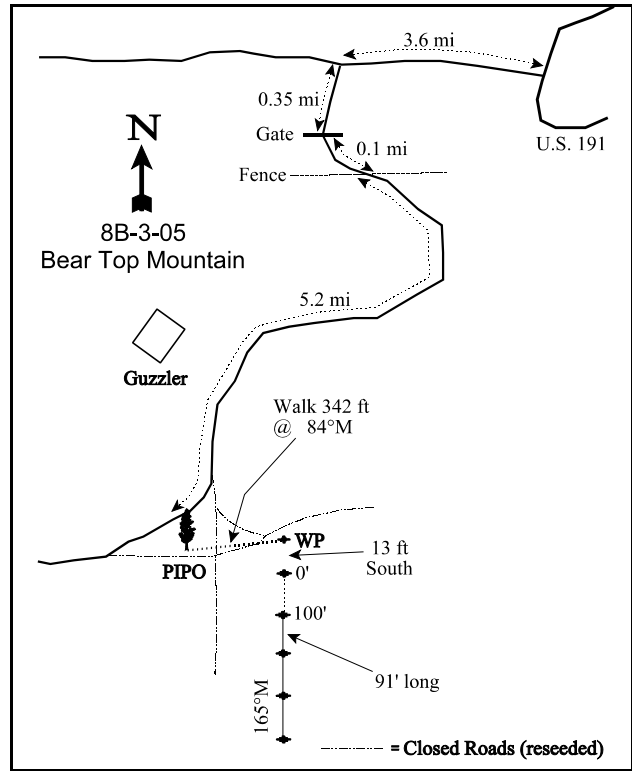 3.6 mi
0.35 mi
Gate
0.1 mi
U.S. 191
Fence
N
8B-3-05
Bear Top Mountain
5.2 mi
Guzzler
Walk 342 ft
@ 84°M
WP
13 ft
South
PIPO
0'
100'
91' long
165°M
= Closed Roads (reseeded)